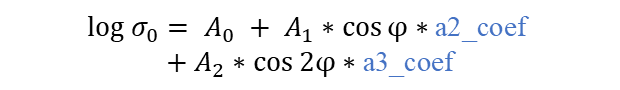 log σ₀ = A₀ + A₁ * cos φ * a2_coef
+ A₂ * cos 2φ * a3_coef